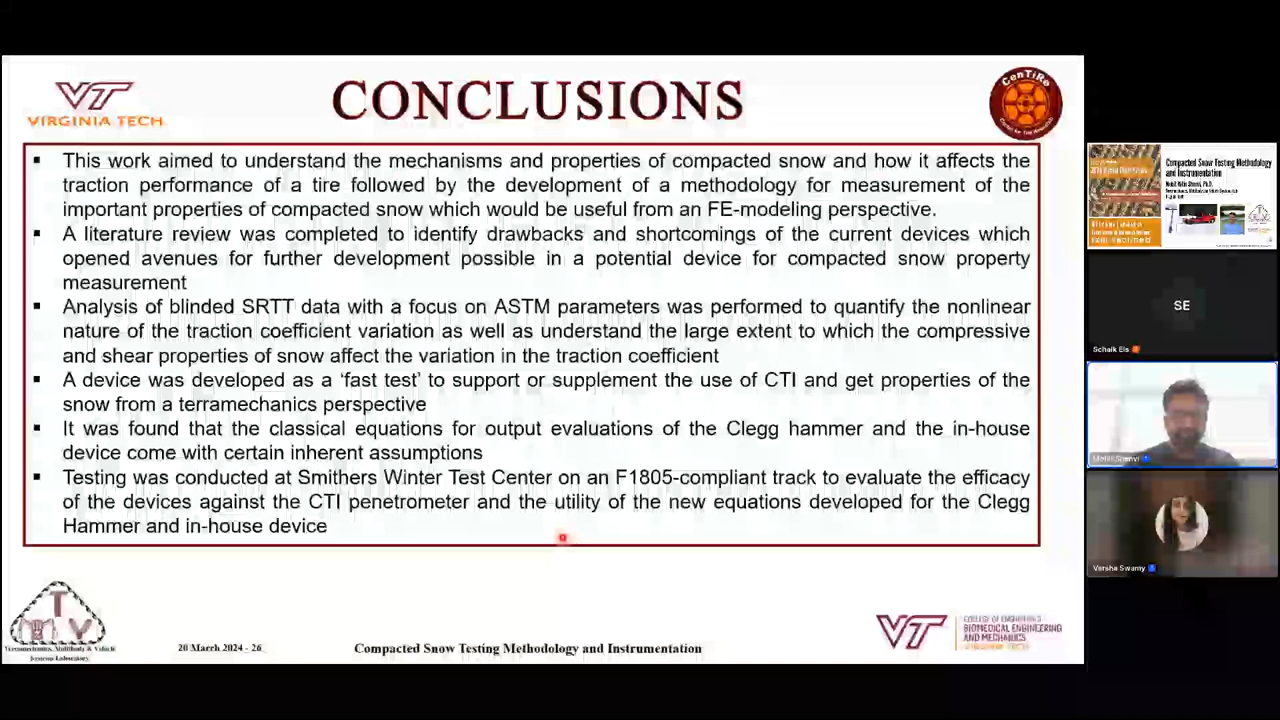 VIRGINIA TECH
CONCLUSIONS
CenTiRe
▪ This work aimed to understand the mechanisms and properties of compacted snow and how it affects the
traction performance of a tire followed by the development of a methodology for measurement of the
important properties of compacted snow which would be useful from an FE-modeling perspective.
▪ A literature review was completed to identify drawbacks and shortcomings of the current devices which
opened avenues for further development possible in a potential device for compacted snow property
measurement
▪ Analysis of blinded SRTT data with a focus on ASTM parameters was performed to quantify the nonlinear
nature of the traction coefficient variation as well as understand the large extent to which the compressive
and shear properties of snow affect the variation in the traction coefficient
▪ A device was developed as a ‘fast test’ to support or supplement the use of CTI and get properties of the
snow from a terramechanics perspective
▪ It was found that the classical equations for output evaluations of the Clegg hammer and the in-house
device come with certain inherent assumptions
▪ Testing was conducted at Smithers Winter Test Center on an F1805-compliant track to evaluate the efficacy
of the devices against the CTI penetrometer and the utility of the new equations developed for the Clegg
Hammer and in-house device
Terramechanics, Multibody & Vehicle
Systems Laboratory
20 March 2024 - 26
Compacted Snow Testing Methodology and Instrumentation
COLLEGE OF ENGINEERING
BIOMEDICAL ENGINEERING
AND MECHANICS
VIRGINIA TECH
Compacted Snow Testing Methodology
and Instrumentation
SE
Schalk Els
Varsha Swamy